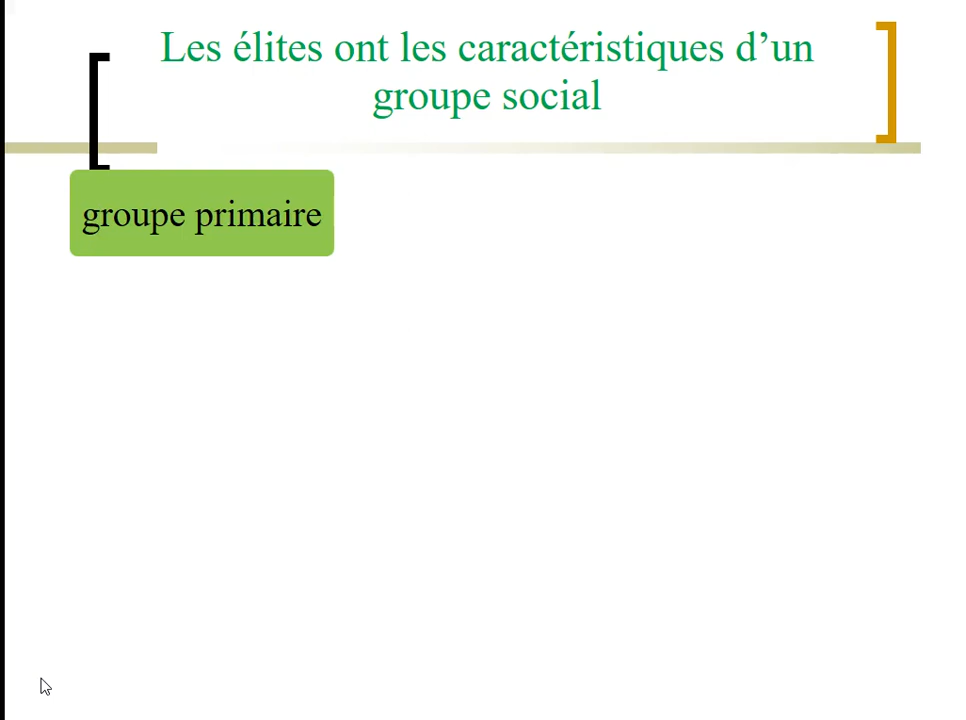 Les élites ont les caractéristiques d’un
groupe social
groupe primaire